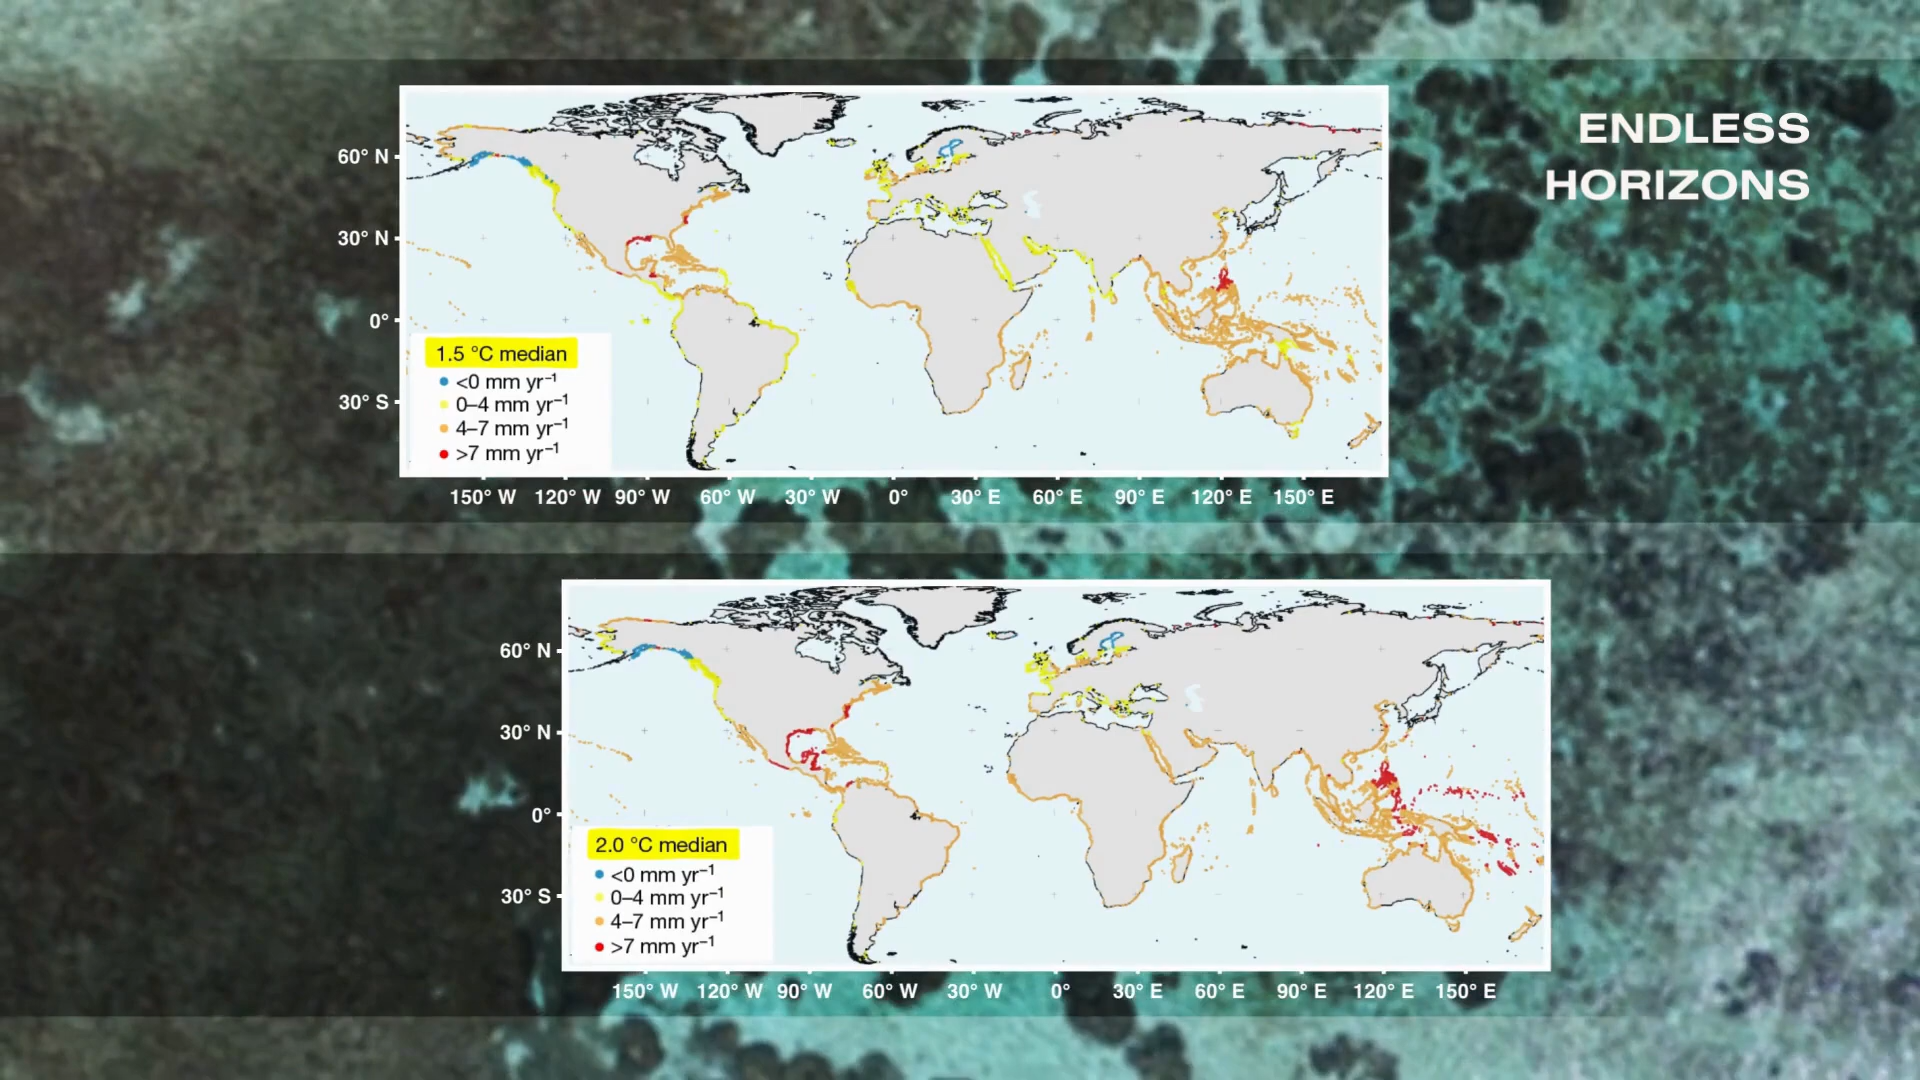 ENDLESS
HORIZONS
60° N
30° N
0°
30° S
1.5 °C median
<0 mm yr⁻¹
0–4 mm yr⁻¹
4–7 mm yr⁻¹
>7 mm yr⁻¹
150° W 120° W 90° W 60° W 30° W 0° 30° E 60° E 90° E 120° E 150° E
60° N
30° N
0°
30° S
2.0 °C median
<0 mm yr⁻¹
0–4 mm yr⁻¹
4–7 mm yr⁻¹
>7 mm yr⁻¹
150° W 120° W 90° W 60° W 30° W 0° 30° E 60° E 90° E 120° E 150° E